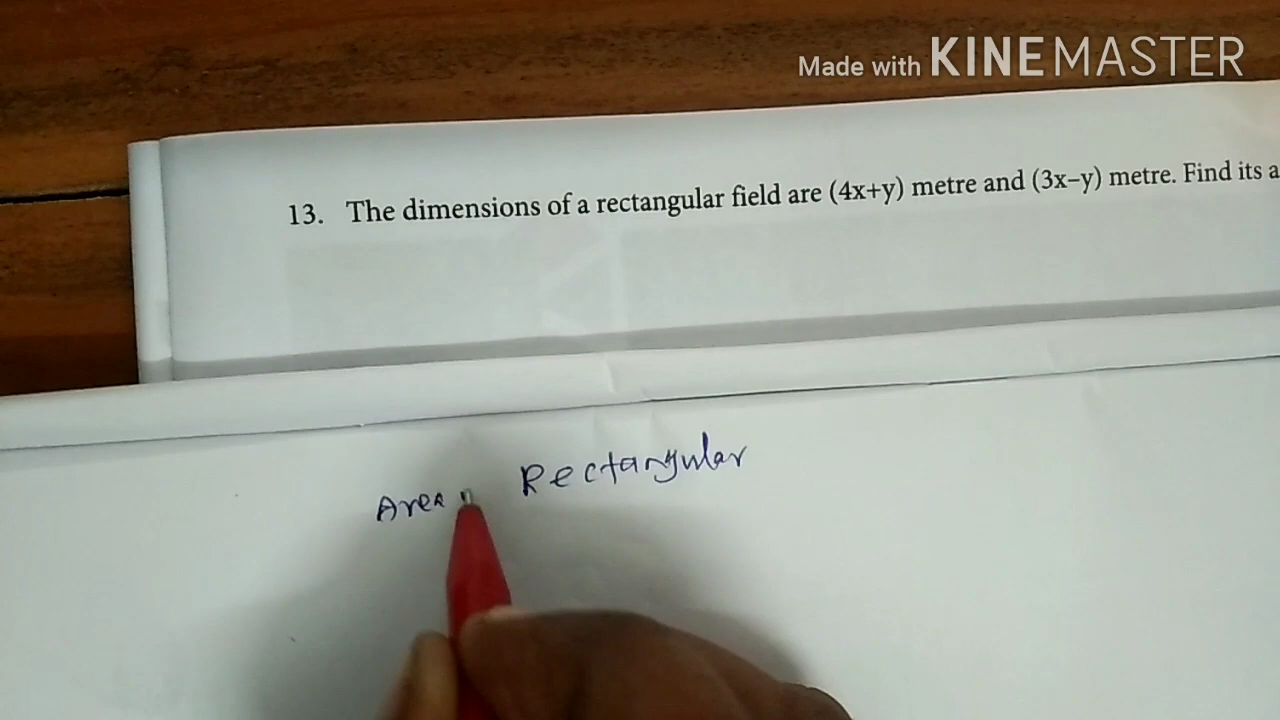 Made with KINEMASTER
13. The dimensions of a rectangular field are (4x+y) metre and (3x–y) metre. Find its a
Area Rectangular